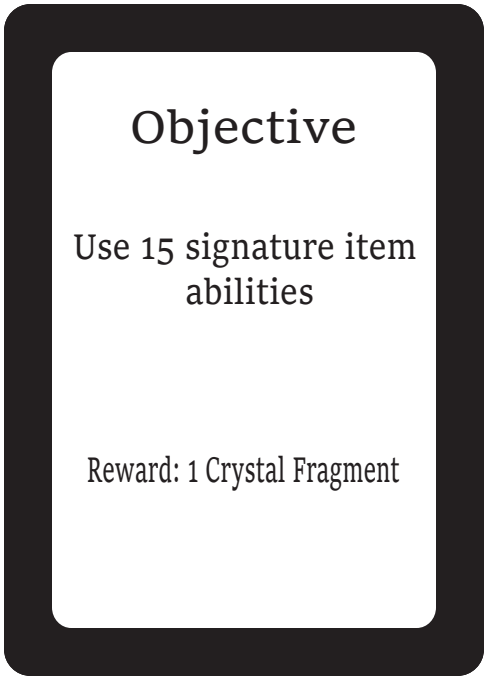 Objective
Use 15 signature item
abilities
Reward: 1 Crystal Fragment